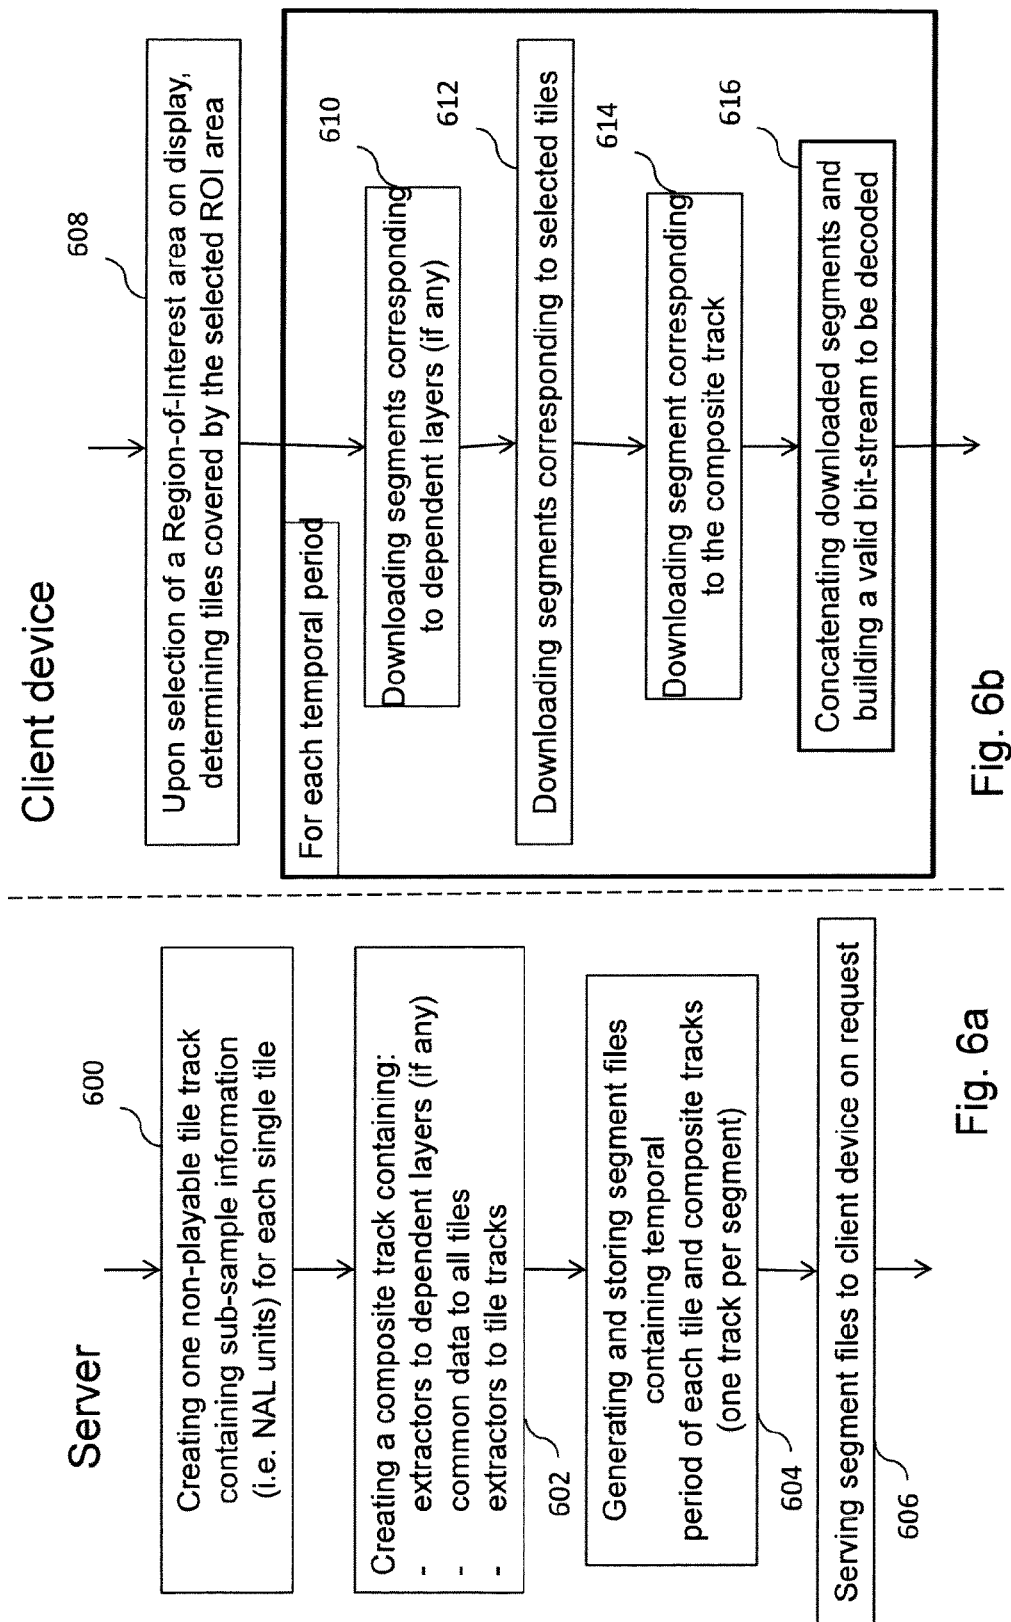 Server
600
Creating one non-playable tile track
containing sub-sample information
(i.e. NAL units) for each single tile
Creating a composite track containing:
- extractors to dependent layers (if any)
- common data to all tiles
- extractors to tile tracks
602
Generating and storing segment files
containing temporal
period of each tile and composite tracks
(one track per segment)
604
Serving segment files to client device on request
606
Fig. 6a
Client device
608
Upon selection of a Region-of-Interest area on display,
determining tiles covered by the selected ROI area
For each temporal period
610
Downloading segments corresponding
to dependent layers (if any)
612
Downloading segments corresponding to selected tiles
614
Downloading segment corresponding
to the composite track
616
Concatenating downloaded segments and
building a valid bit-stream to be decoded
Fig. 6b